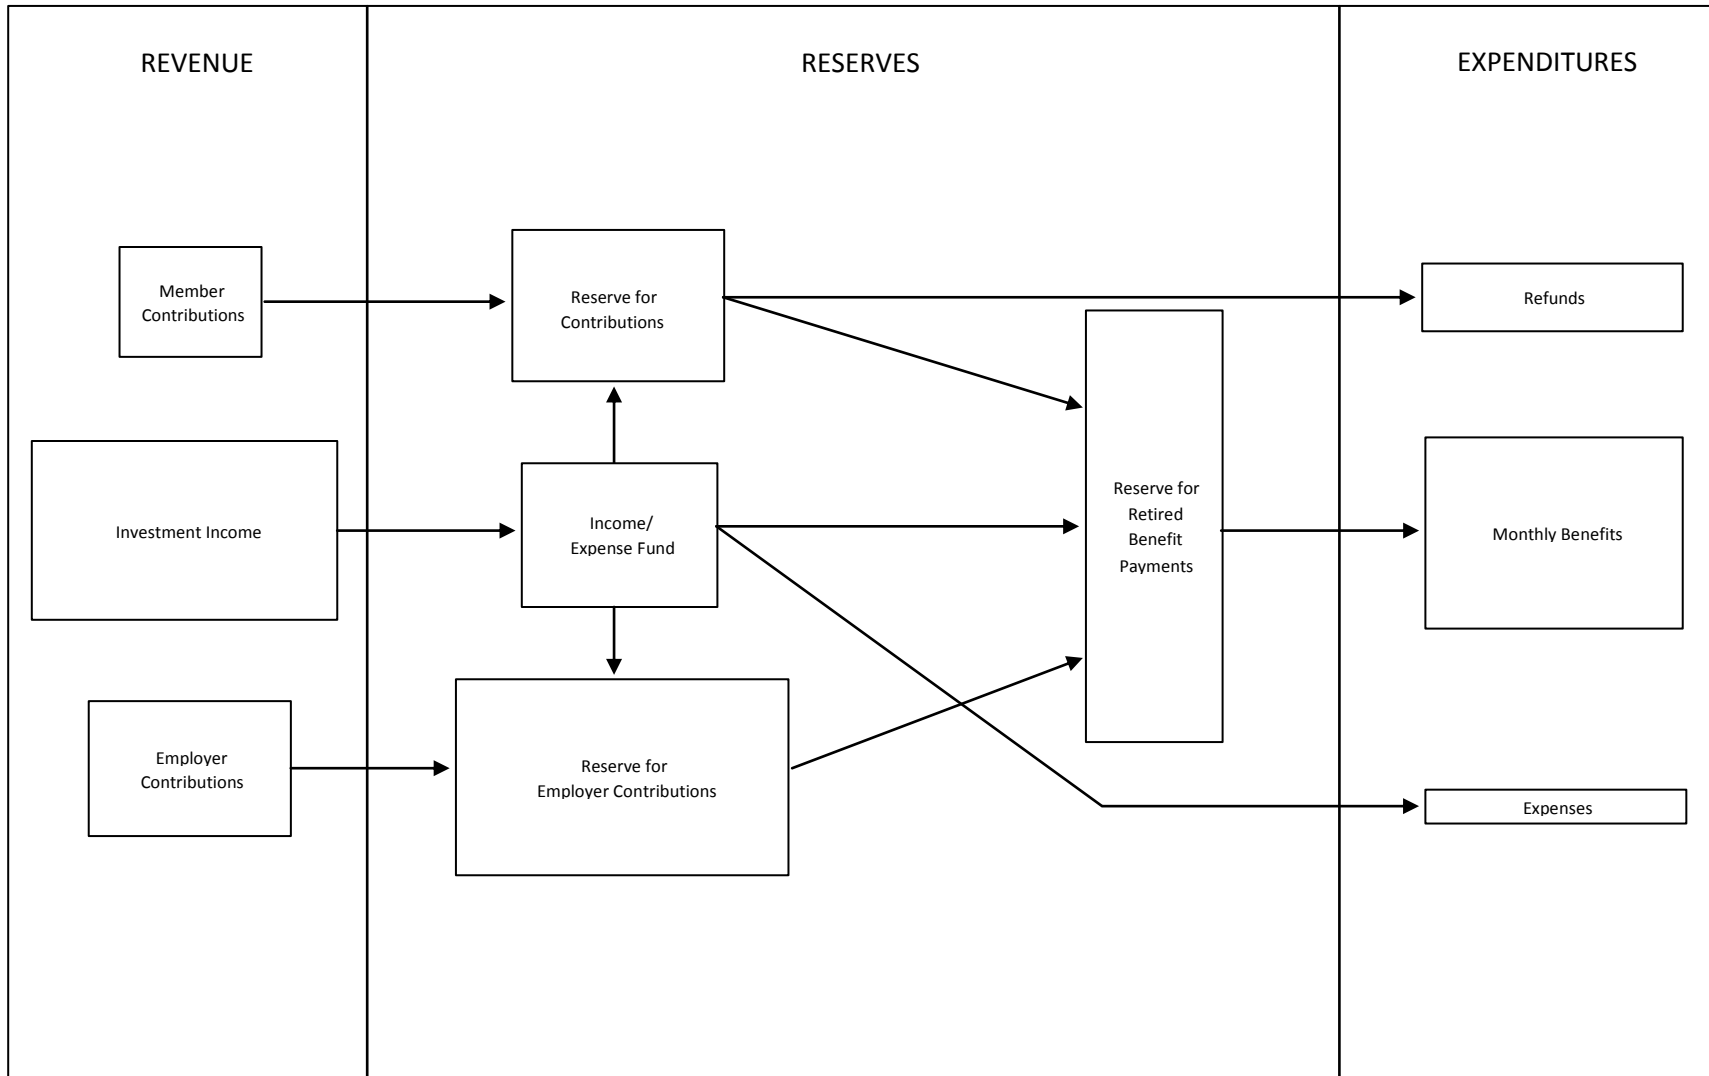 REVENUE
RESERVES
EXPENDITURES
Member
Contributions
Reserve for
Contributions
Refunds
Investment Income
Income/
Expense Fund
Reserve for
Retired
Benefit
Payments
Monthly Benefits
Employer
Contributions
Reserve for
Employer Contributions
Expenses